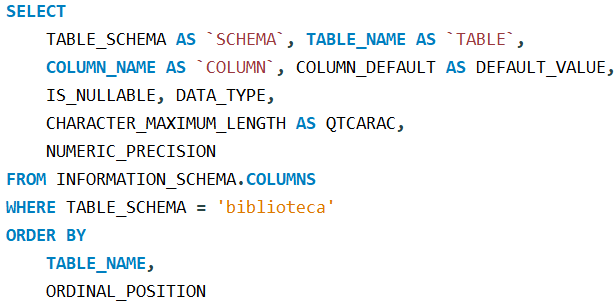 SELECT
TABLE_SCHEMA AS `SCHEMA`, TABLE_NAME AS `TABLE`,
COLUMN_NAME AS `COLUMN`, COLUMN_DEFAULT AS DEFAULT_VALUE,
IS_NULLABLE, DATA_TYPE,
CHARACTER_MAXIMUM_LENGTH AS QTCARAC,
NUMERIC_PRECISION
FROM INFORMATION_SCHEMA.COLUMNS
WHERE TABLE_SCHEMA = 'biblioteca'
ORDER BY
TABLE_NAME,
ORDINAL_POSITION